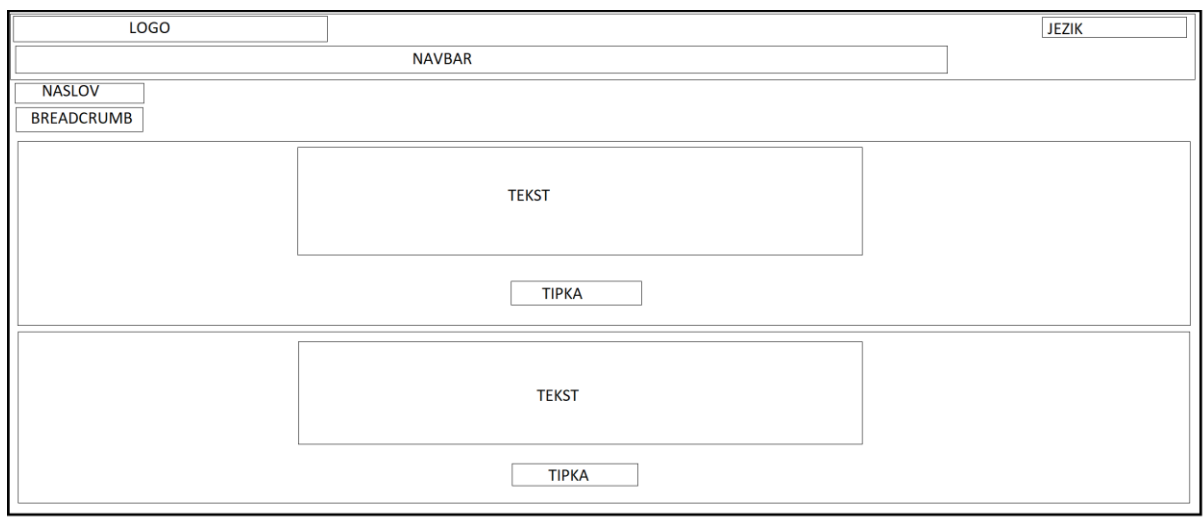 LOGO
JEZIK
NAVBAR
NASLOV
BREADCRUMB
TEKST
TIPKA
TEKST
TIPKA